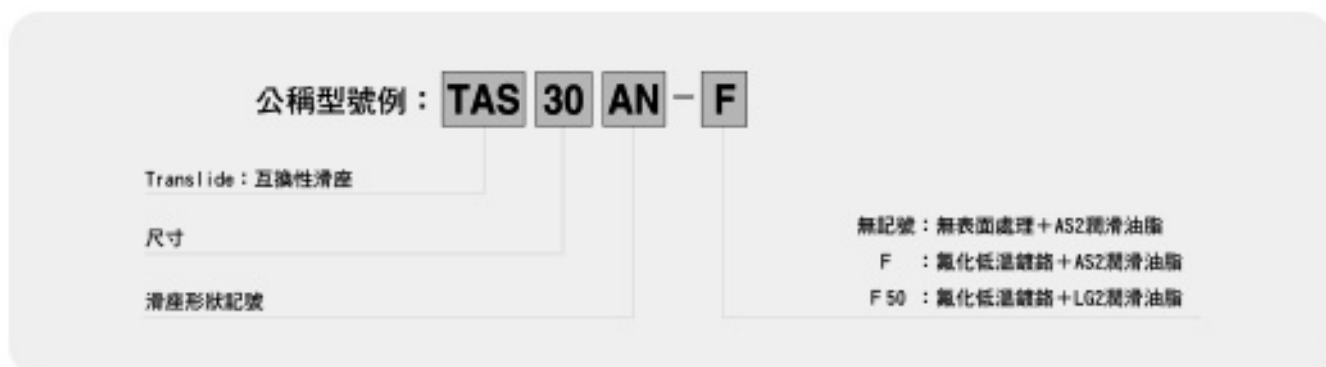 公稱型號例：TAS 30 AN－F
Translide：互換性滑座
尺寸
滑座形狀記號
無記號：無表面處理＋AS2潤滑油脂
F ：氟化低溫鍍鉻＋AS2潤滑油脂
F50：氟化低溫鍍鉻＋LG2潤滑油脂